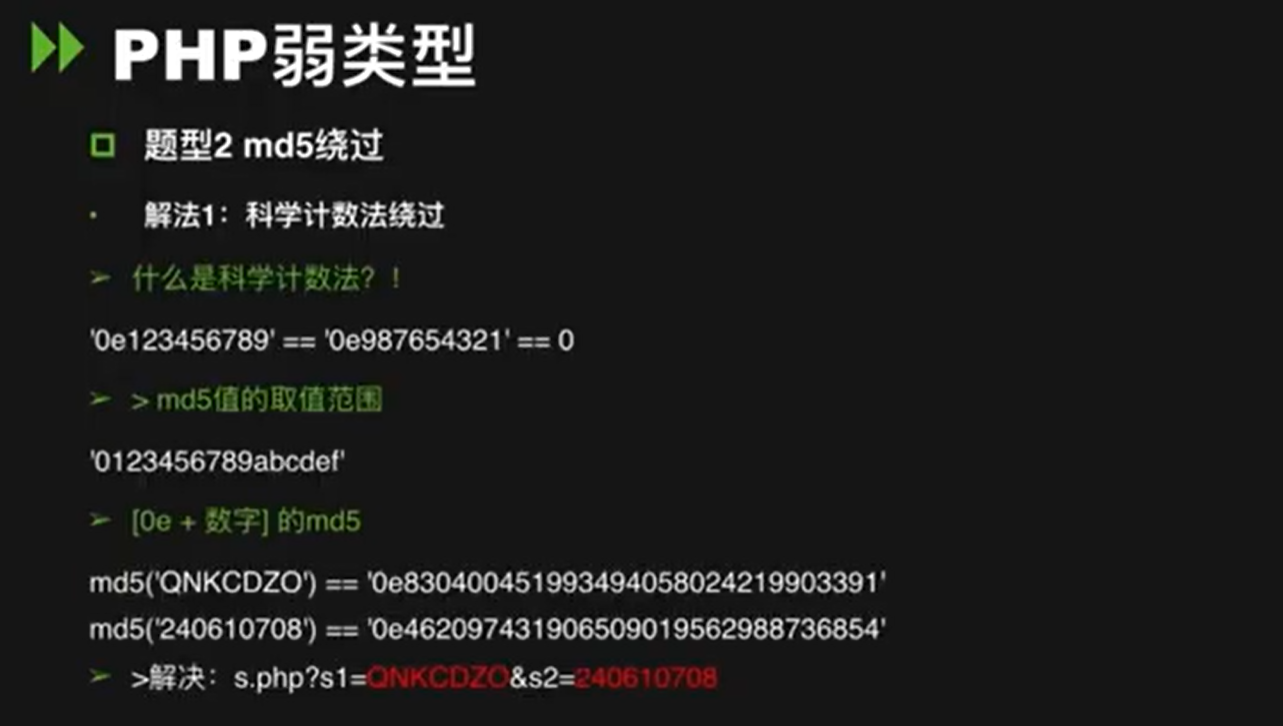 PHP弱类型
题型2 md5绕过
解法1：科学计数法绕过
什么是科学计数法？！
'0e123456789' == '0e987654321' == 0
> md5值的取值范围
'0123456789abcdef'
[0e + 数字] 的md5
md5('QNKCDZO') == '0e830400451993494058024219903391'
md5('240610708') == '0e462097431906509019562988736854'
>解决：s.php?s1=QNKCDZO&s2=240610708